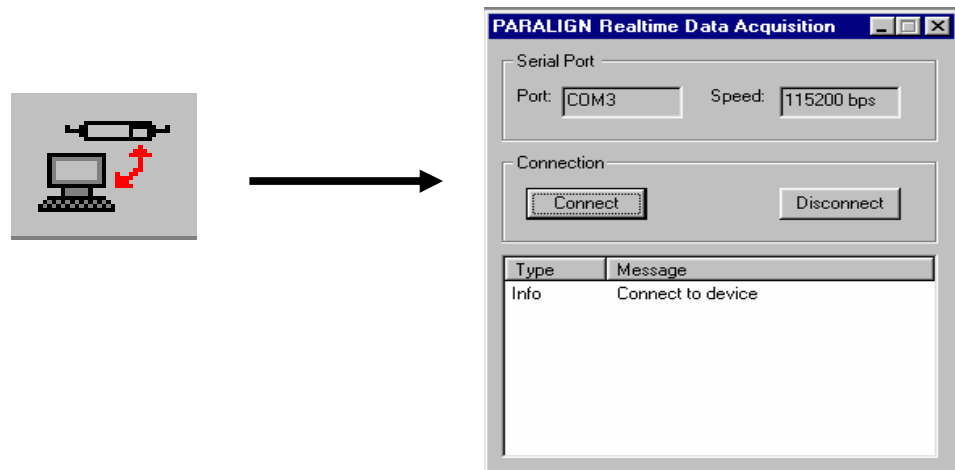 PARALIGN Realtime Data Acquisition
Serial Port
Port: COM3 Speed: 115200 bps
Connection
Connect Disconnect
Type Message
Info Connect to device